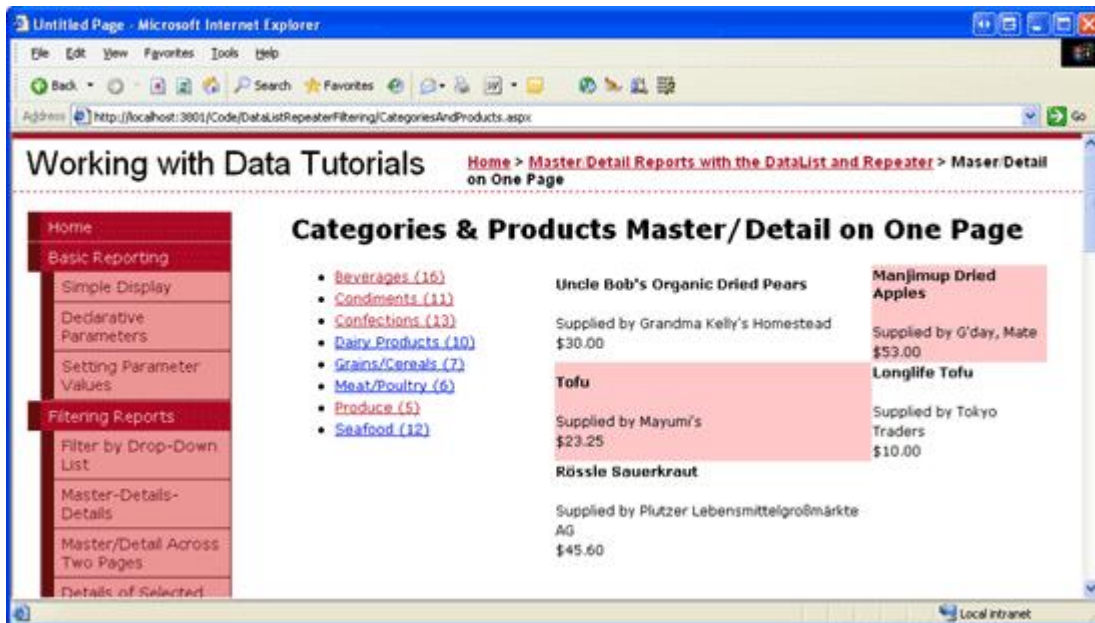 Untitled Page - Microsoft Internet Explorer
File Edit View Favorites Tools Help
Back Search Favorites
Address http://localhost:3801/Code/DataListRepeaterFiltering/CategoriesAndProducts.aspx Go
Working with Data Tutorials
Home > Master/Detail Reports with the DataList and Repeater > Maser/Detail
on One Page
Home
Basic Reporting
Simple Display
Declarative
Parameters
Setting Parameter
Values
Filtering Reports
Filter by Drop-Down
List
Master-Details-
Details
Master/Detail Across
Two Pages
Details of Selected
Categories & Products Master/Detail on One Page
Beverages (16)
Condiments (11)
Confections (13)
Dairy Products (10)
Grains/Cereals (7)
Meat/Poultry (6)
Produce (5)
Seafood (12)
Uncle Bob's Organic Dried Pears
Supplied by Grandma Kelly's Homestead
$30.00
Manjimup Dried
Apples
Supplied by G'day, Mate
$53.00
Tofu
Supplied by Mayumi's
$23.25
Longlife Tofu
Supplied by Tokyo
Traders
$10.00
Rössle Sauerkraut
Supplied by Plutzer Lebensmittelgroßmärkte
AG
$45.60
Local intranet